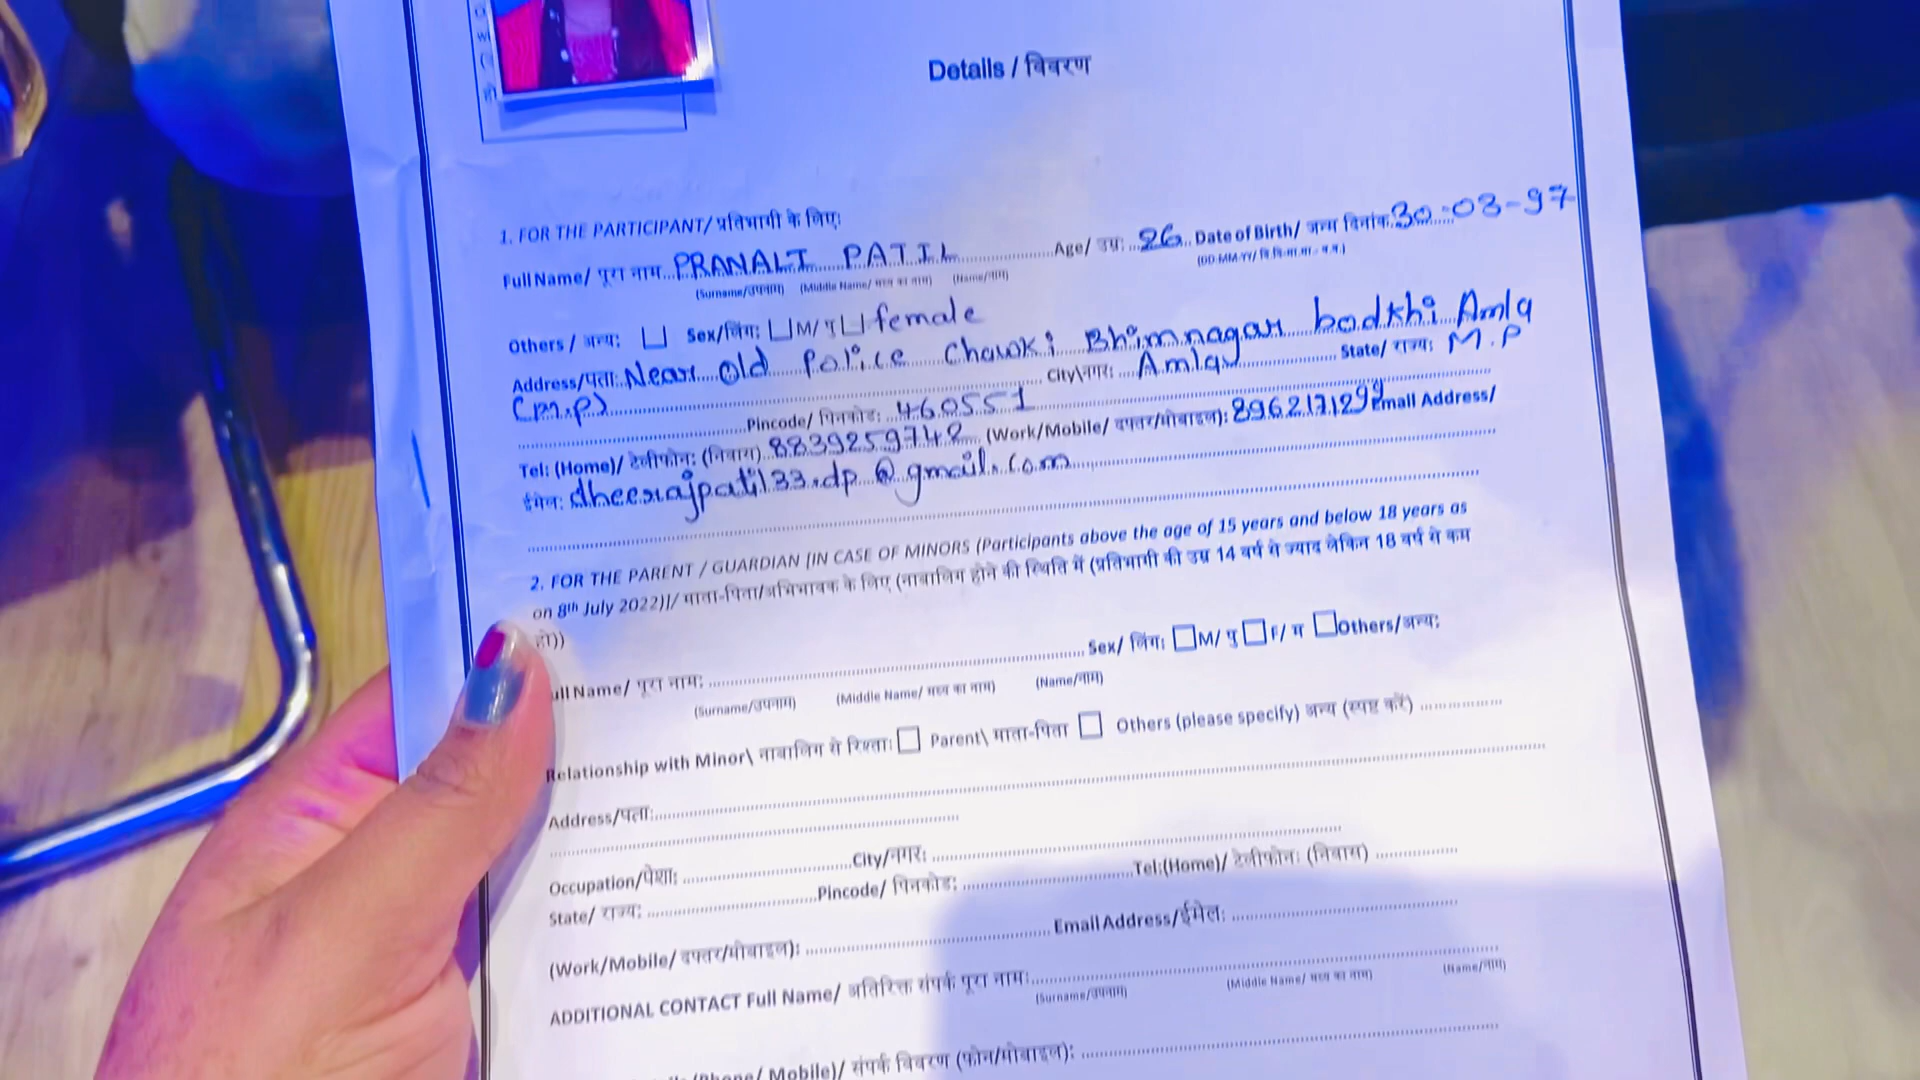 Details / विवरण
1. FOR THE PARTICIPANT/ प्रतिभागी के लिए:
Full Name/ पूरा नाम PRANALI PATIL Age/ उम्र: 26 Date of Birth/ जन्म दिनांक 30-03-97
(Surname/उपनाम) (Middle Name/ मध्य का नाम) (Name/नाम) (DD-MM-YY/
Others / अन्य: Sex/लिंग: M/ पु female
Address/पता: Near old police chowki Bhimnagar bodkhi Amla
(m.p) City\नगर: Amlay State/ राज्य: M.P
Pincode/ पिनकोड: 460551
Tel: (Home)/ टेलीफोन: (निवास) 8839259742 (Work/Mobile/ दफ्तर/मोबाइल): 8962171299 Email Address/
ईमेल: dheerajpatil33.dp@gmail.com
2. FOR THE PARENT / GUARDIAN [IN CASE OF MINORS (Participants above the age of 15 years and below 18 years as
on 8th July 2022)]/ माता-पिता/अभिभावक के लिए (नाबालिग होने की स्थिति में (प्रतिभागी की उम्र 14 वर्ष से ज्याद लेकिन 18 वर्ष से कम
हो))
ull Name/ पूरा नाम: Sex/ लिंग: M/ पु F/ म Others/अन्य:
(Surname/उपनाम) (Middle Name/ मध्य का नाम) (Name/नाम)
Relationship with Minor\ नाबालिग से रिश्ता: Parent\ माता-पिता Others (please specify) अन्य (स्पष्ट करें)
Address/पता:
Occupation/पेशा: City/नगर:
State/ राज्य: Pincode/ पिनकोड: Tel:(Home)/ टेलीफोन: (निवास)
(Work/Mobile/ दफ्तर/मोबाइल): Email Address/ईमेल:
ADDITIONAL CONTACT Full Name/ अतिरिक्त संपर्क पूरा नाम:
(Surname/उपनाम) (Middle Name/ मध्य का नाम) (Name/नाम)
(Phone/ Mobile)/ संपर्क विवरण (फोन/मोबाइल):